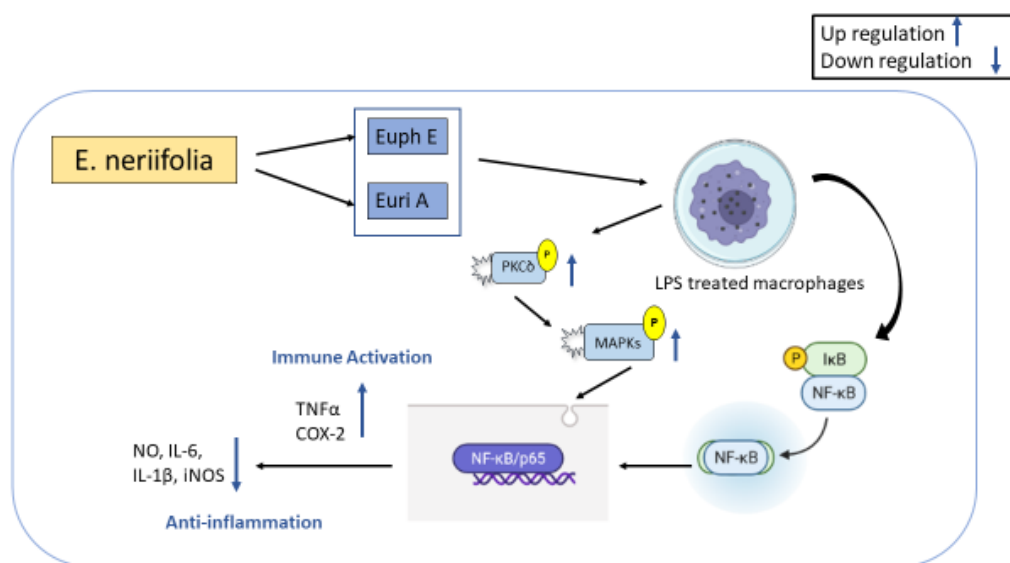 Up regulation
Down regulation
E. neriifolia
Euph E
Euri A
LPS treated macrophages
P
PKCδ
P
MAPKs
Immune Activation
TNFα
COX-2
NO, IL-6,
IL-1β, iNOS
Anti-inflammation
NF-κB/p65
P
IκB
NF-κB
NF-κB